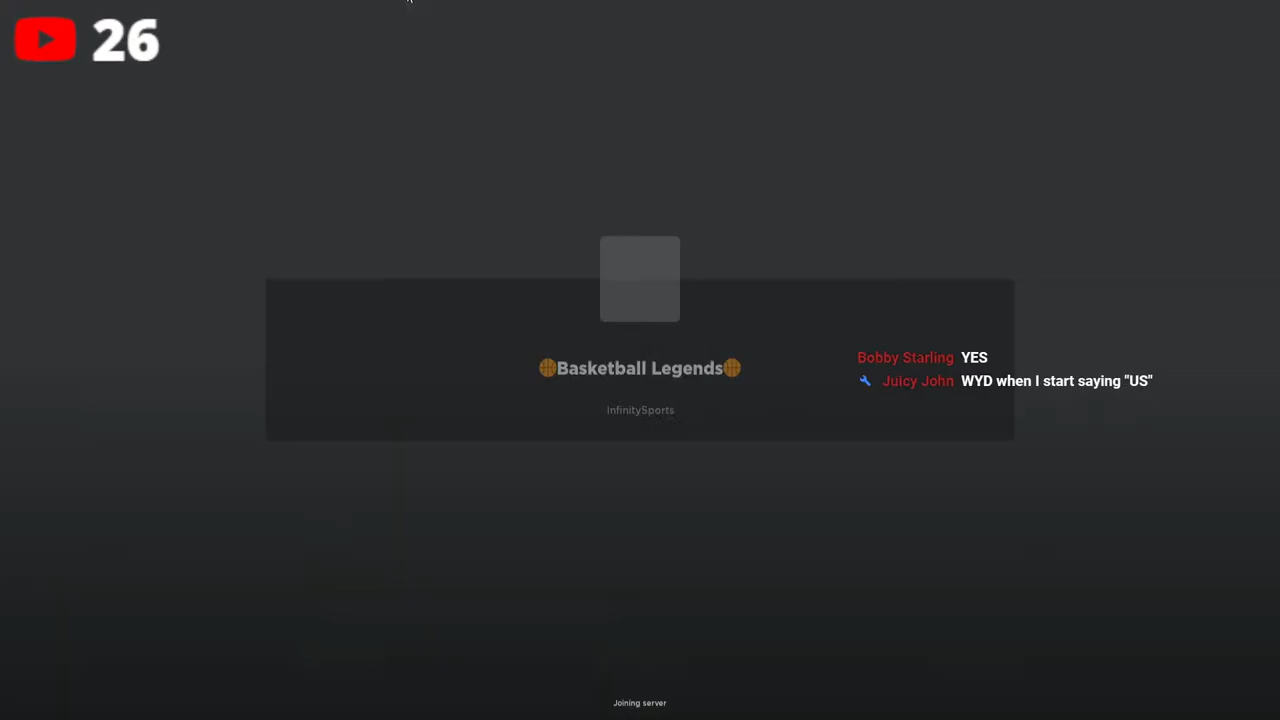 26
🏀Basketball Legends🏀
InfinitySports
Bobby Starling YES
Juicy John WYD when I start saying "US"
Joining server